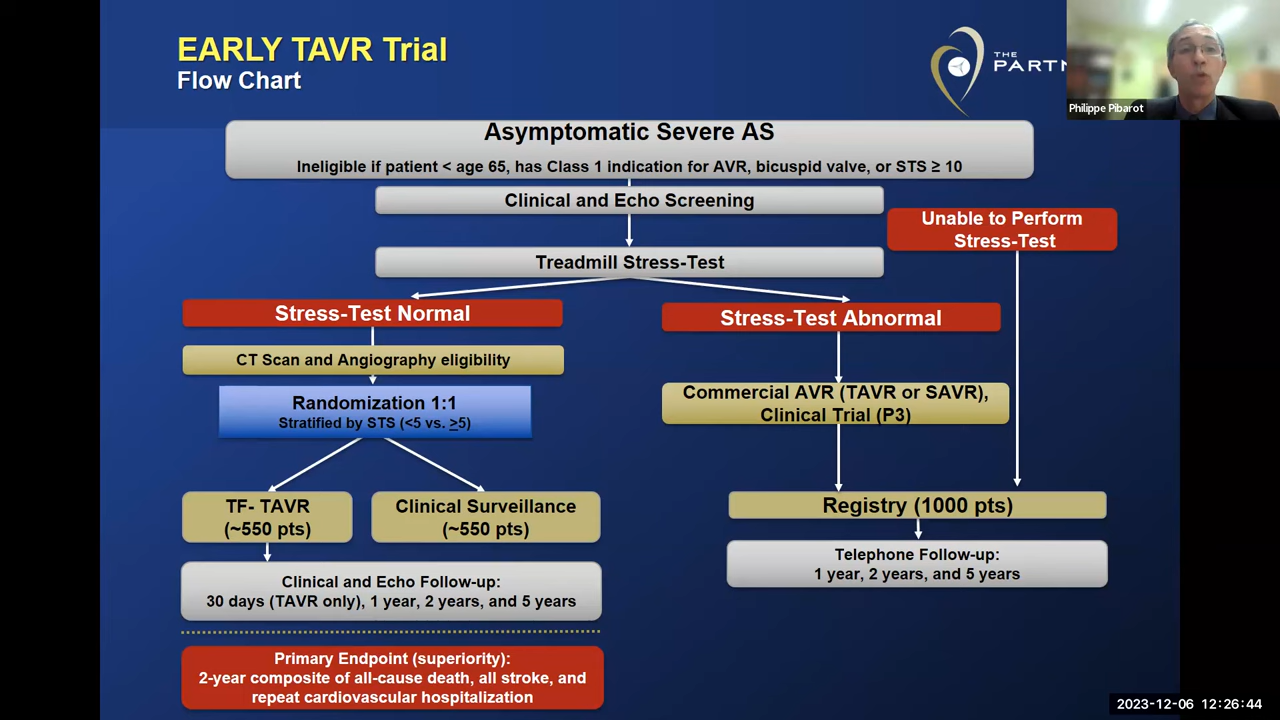 EARLY TAVR Trial
Flow Chart
THE
Philippe Pibarot
Asymptomatic Severe AS
Ineligible if patient < age 65, has Class 1 indication for AVR, bicuspid valve, or STS ≥ 10
Clinical and Echo Screening
Unable to Perform
Stress-Test
Treadmill Stress-Test
Stress-Test Normal
Stress-Test Abnormal
CT Scan and Angiography eligibility
Commercial AVR (TAVR or SAVR),
Clinical Trial (P3)
Randomization 1:1
Stratified by STS (<5 vs. ≥5)
TF- TAVR
(~550 pts)
Clinical Surveillance
(~550 pts)
Registry (1000 pts)
Telephone Follow-up:
1 year, 2 years, and 5 years
Clinical and Echo Follow-up:
30 days (TAVR only), 1 year, 2 years, and 5 years
Primary Endpoint (superiority):
2-year composite of all-cause death, all stroke, and
repeat cardiovascular hospitalization
2023-12-06 12:26:44